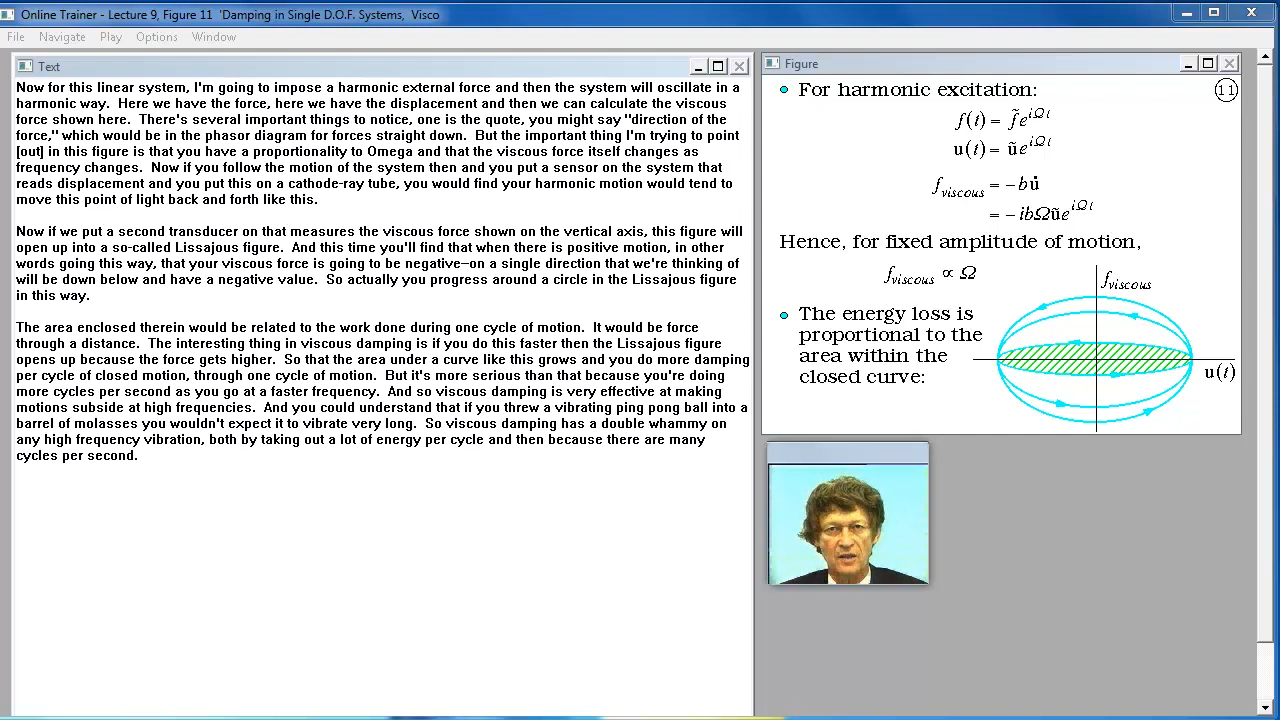 Online Trainer - Lecture 9, Figure 11  'Damping in Single D.O.F. Systems,  Visco
File Navigate Play Options Window
Text
Now for this linear system, I'm going to impose a harmonic external force and then the system will oscillate in a
harmonic way.  Here we have the force, here we have the displacement and then we can calculate the viscous
force shown here.  There's several important things to notice, one is the quote, you might say "direction of the
force," which would be in the phasor diagram for forces straight down.  But the important thing I'm trying to point
[out] in this figure is that you have a proportionality to Omega and that the viscous force itself changes as
frequency changes.  Now if you follow the motion of the system then and you put a sensor on the system that
reads displacement and you put this on a cathode-ray tube, you would find your harmonic motion would tend to
move this point of light back and forth like this.
Now if we put a second transducer on that measures the viscous force shown on the vertical axis, this figure will
open up into a so-called Lissajous figure.  And this time you'll find that when there is positive motion, in other
words going this way, that your viscous force is going to be negative--on a single direction that we're thinking of
will be down below and have a negative value.  So actually you progress around a circle in the Lissajous figure
in this way.
The area enclosed therein would be related to the work done during one cycle of motion.  It would be force
through a distance.  The interesting thing in viscous damping is if you do this faster then the Lissajous figure
opens up because the force gets higher.  So that the area under a curve like this grows and you do more damping
per cycle of closed motion, through one cycle of motion.  But it's more serious than that because you're doing
more cycles per second as you go at a faster frequency.  And so viscous damping is very effective at making
motions subside at high frequencies.  And you could understand that if you threw a vibrating ping pong ball into a
barrel of molasses you wouldn't expect it to vibrate very long.  So viscous damping has a double whammy on
any high frequency vibration, both by taking out a lot of energy per cycle and then because there are many
cycles per second.
Figure
• For harmonic excitation:
11
f(t) = f̃e^{iΩt}
u(t) = ũe^{iΩt}
f_viscous = −bu̇
= −ibΩũe^{iΩt}
Hence, for fixed amplitude of motion,
f_viscous ∝ Ω
f_viscous
• The energy loss is
proportional to the
area within the
closed curve:
u(t)